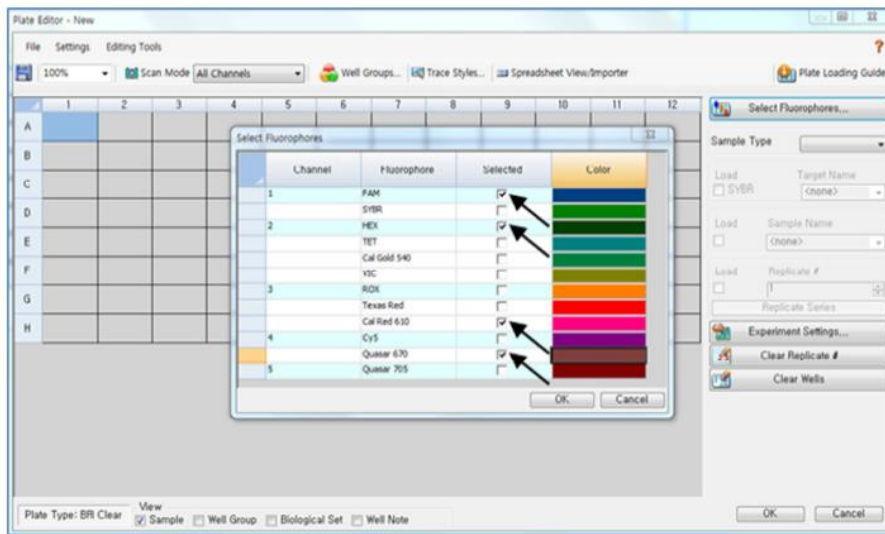 Plate Editor - New
File Settings Editing Tools ?
100% Scan Mode All Channels Well Groups... Trace Styles... Spreadsheet View/Importer Plate Loading Guide
1 2 3 4 5 6 7 8 9 10 11 12
A
B
C
D
E
F
G
H
Select Fluorophores
Channel Fluorophore Selected Color
1 FAM
SYBR
2 HEX
TET
Cal Gold 540
VIC
3 ROX
Texas Red
Cal Red 610
4 Cy5
Quasar 670
5 Quasar 705
OK Cancel
Select Fluorophores...
Sample Type
Load Target Name
SYBR <none>
Load Sample Name
<none>
Load Replicate #
1
Replicate Series
Experiment Settings...
Clear Replicate #
Clear Wells
Plate Type: BR Clear
View
Sample Well Group Biological Set Well Note
OK Cancel